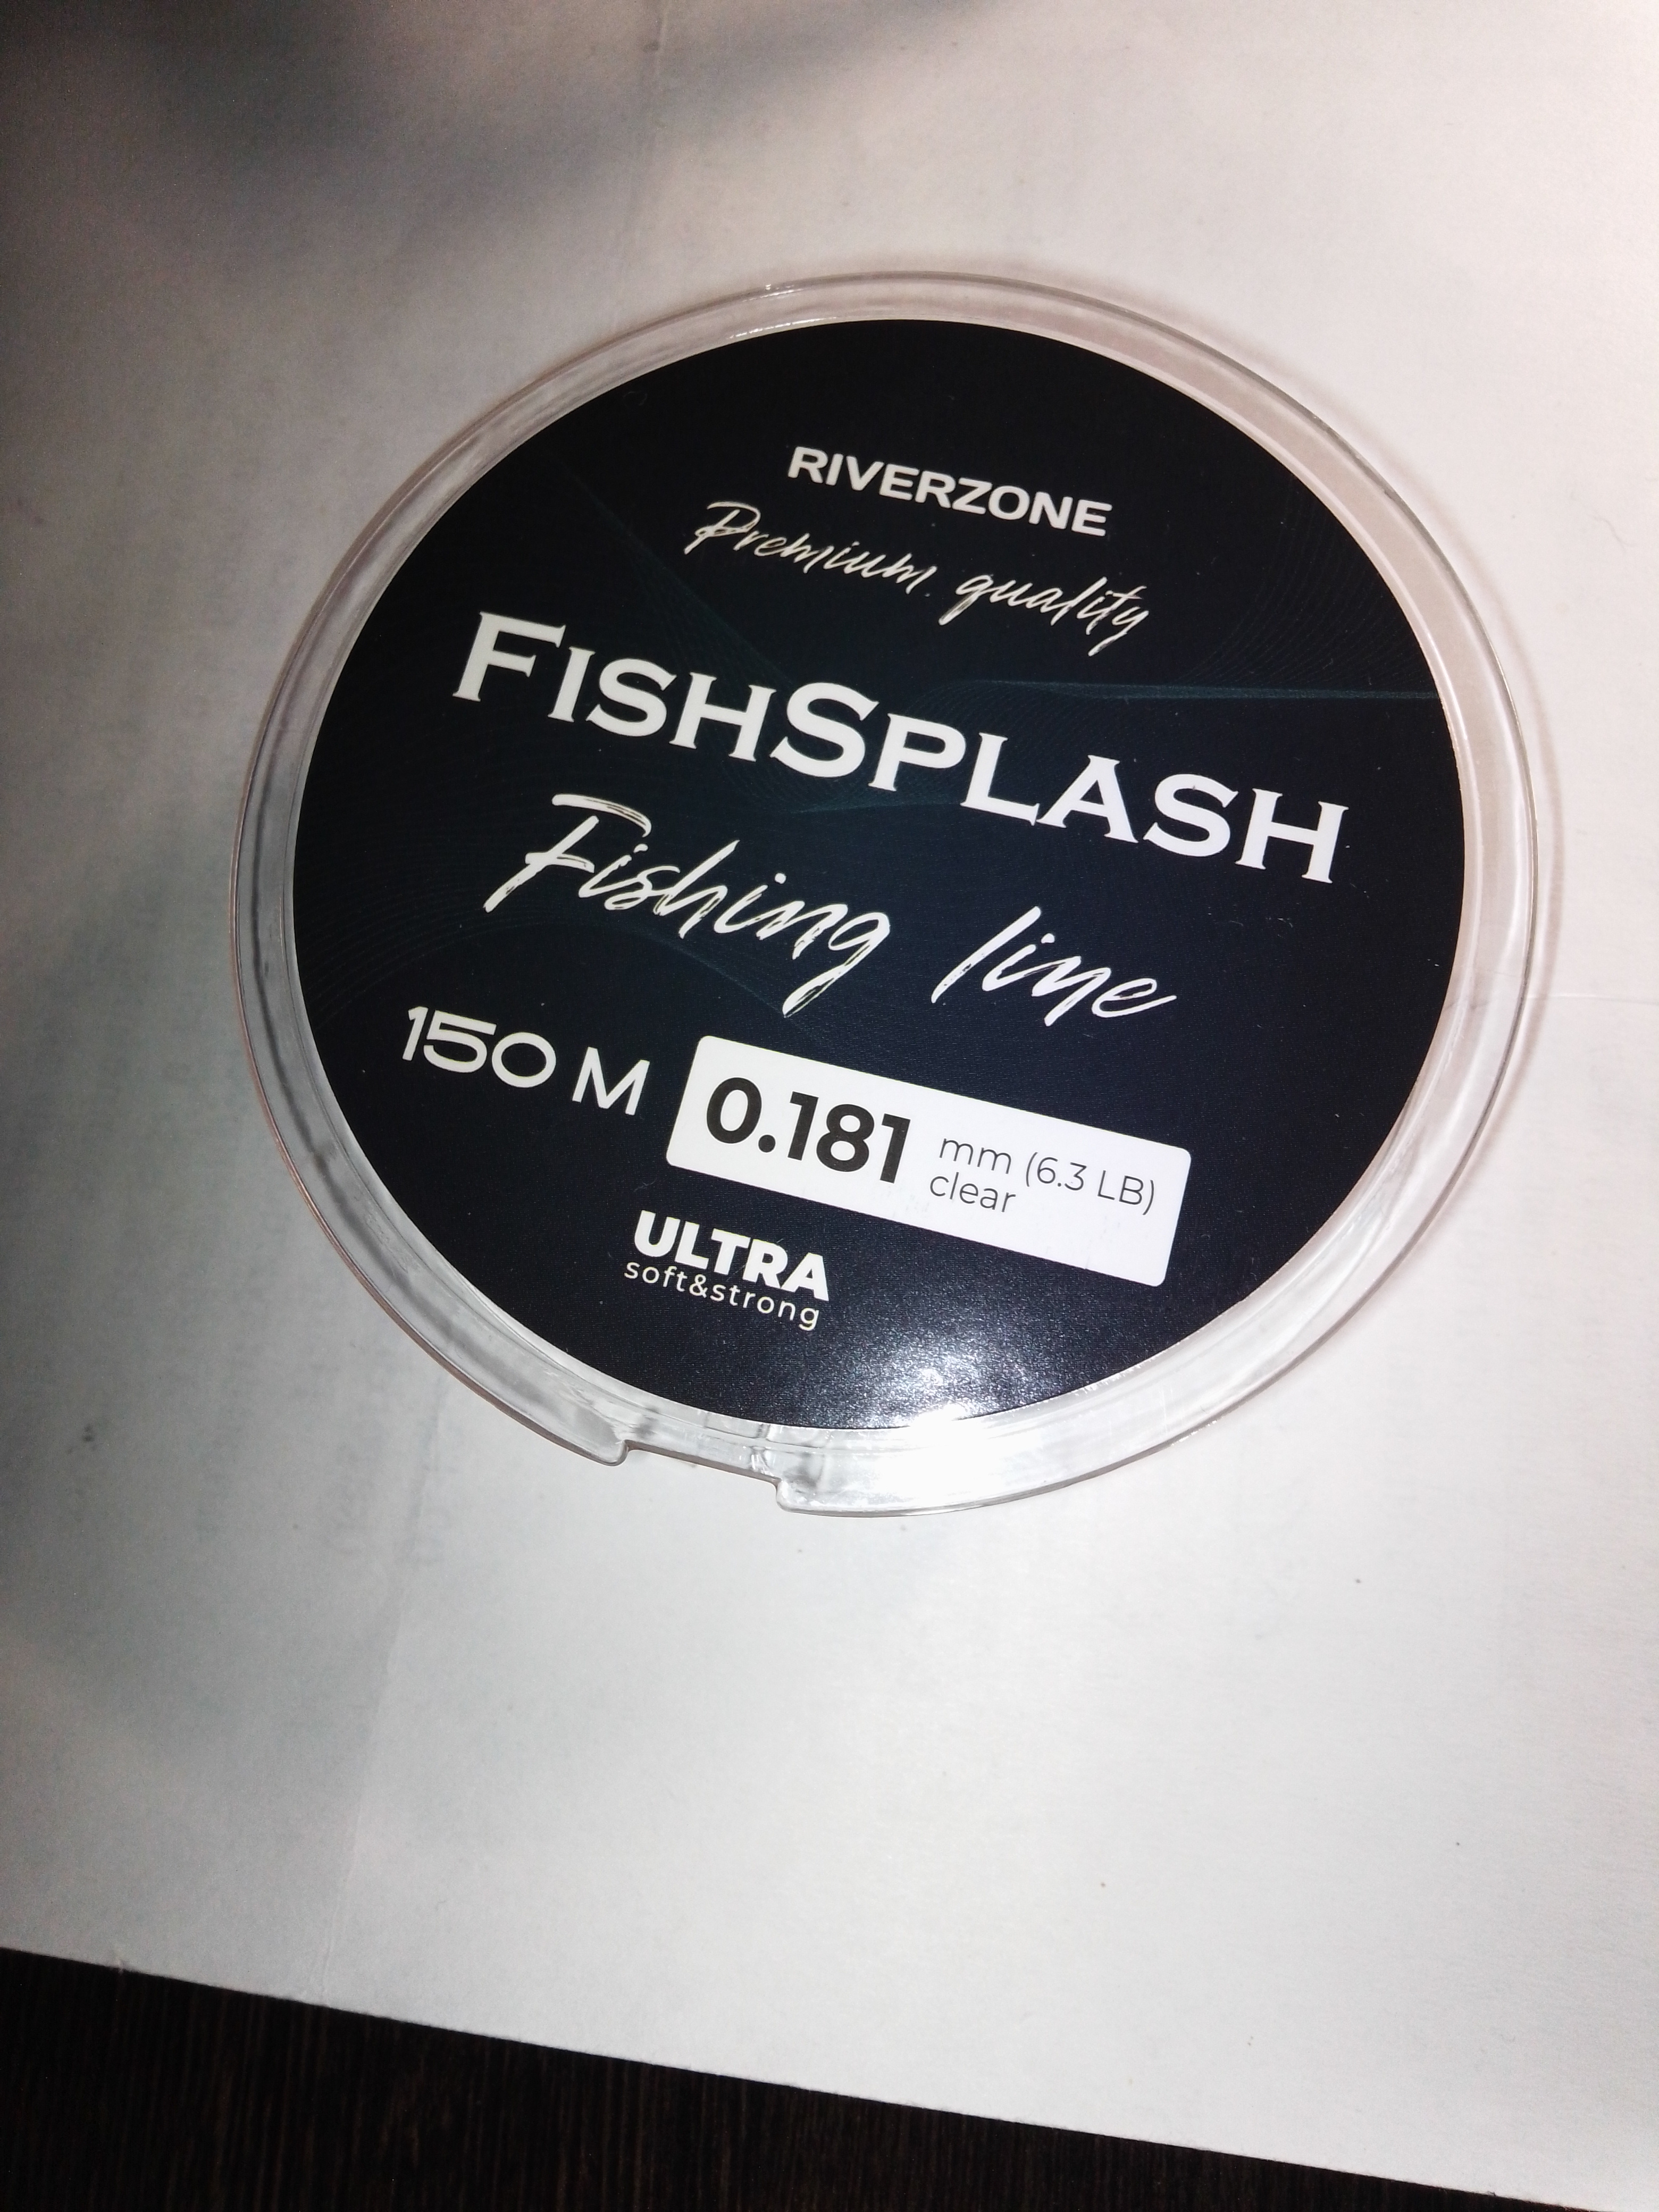 RIVERZONE
Premium quality
FISHSPLASH
Fishing line
150 M 0.181 mm (6.3 LB)
clear
ULTRA
soft&strong